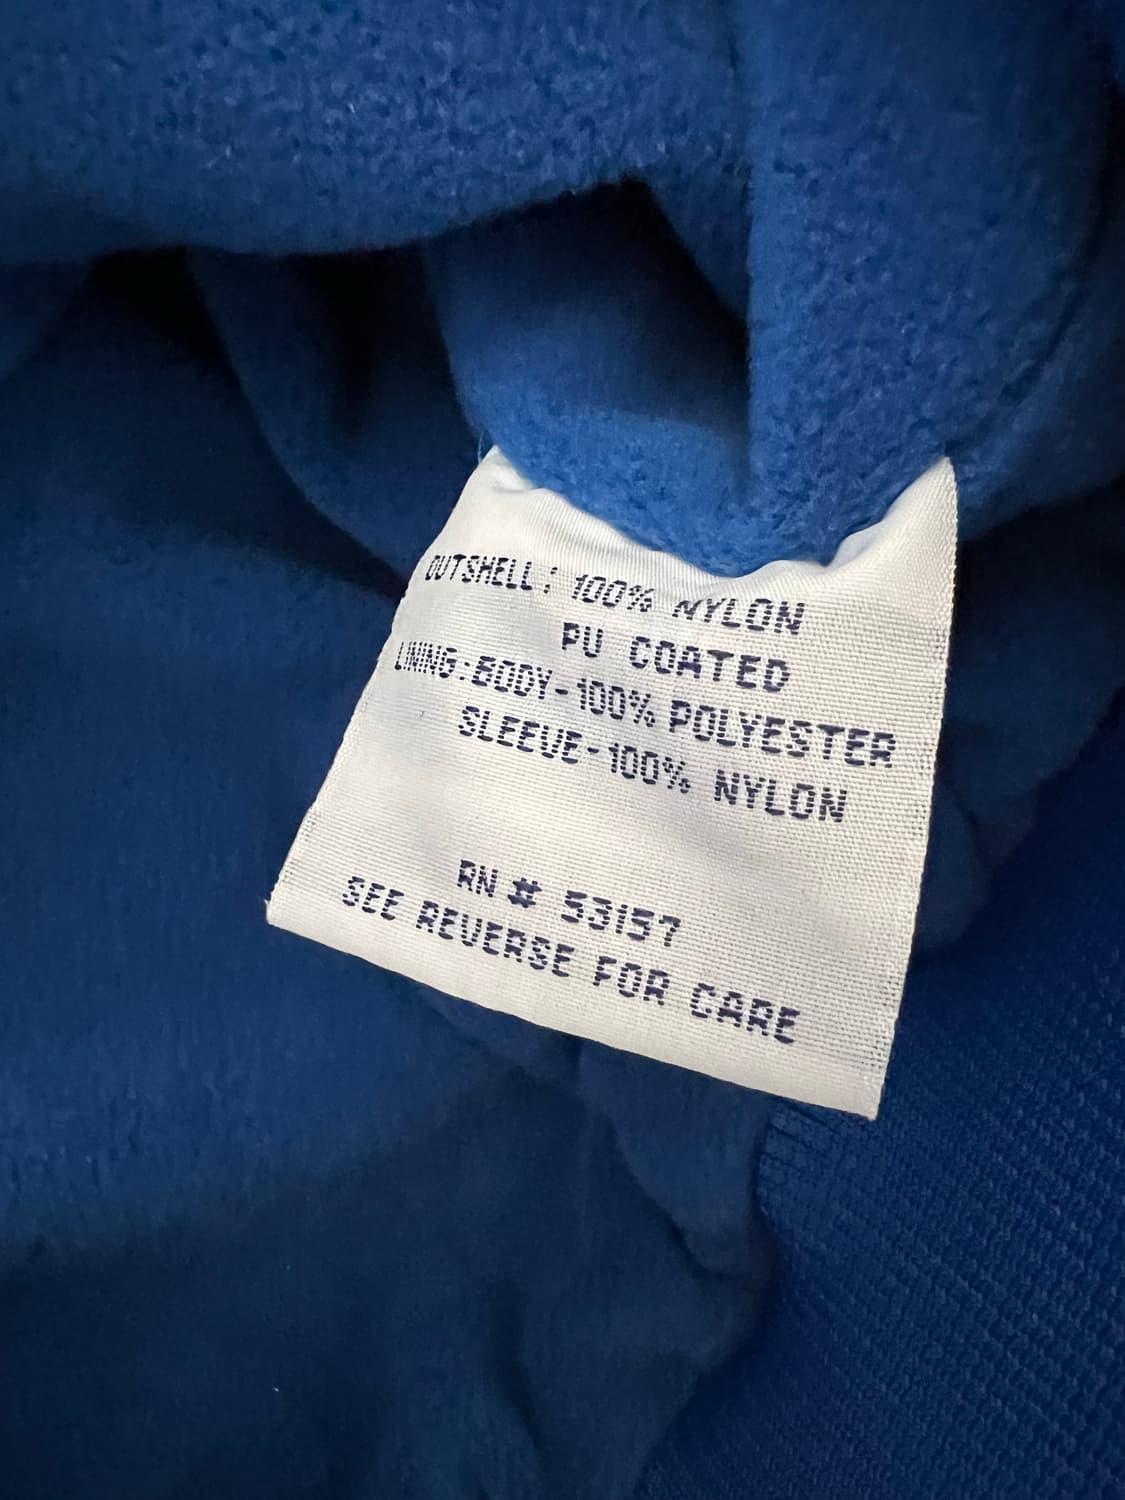 OUTSHELL: 100% NYLON
PU COATED
LINING:BODY-100% POLYESTER
SLEEVE-100% NYLON
RN # 53157
SEE REVERSE FOR CARE